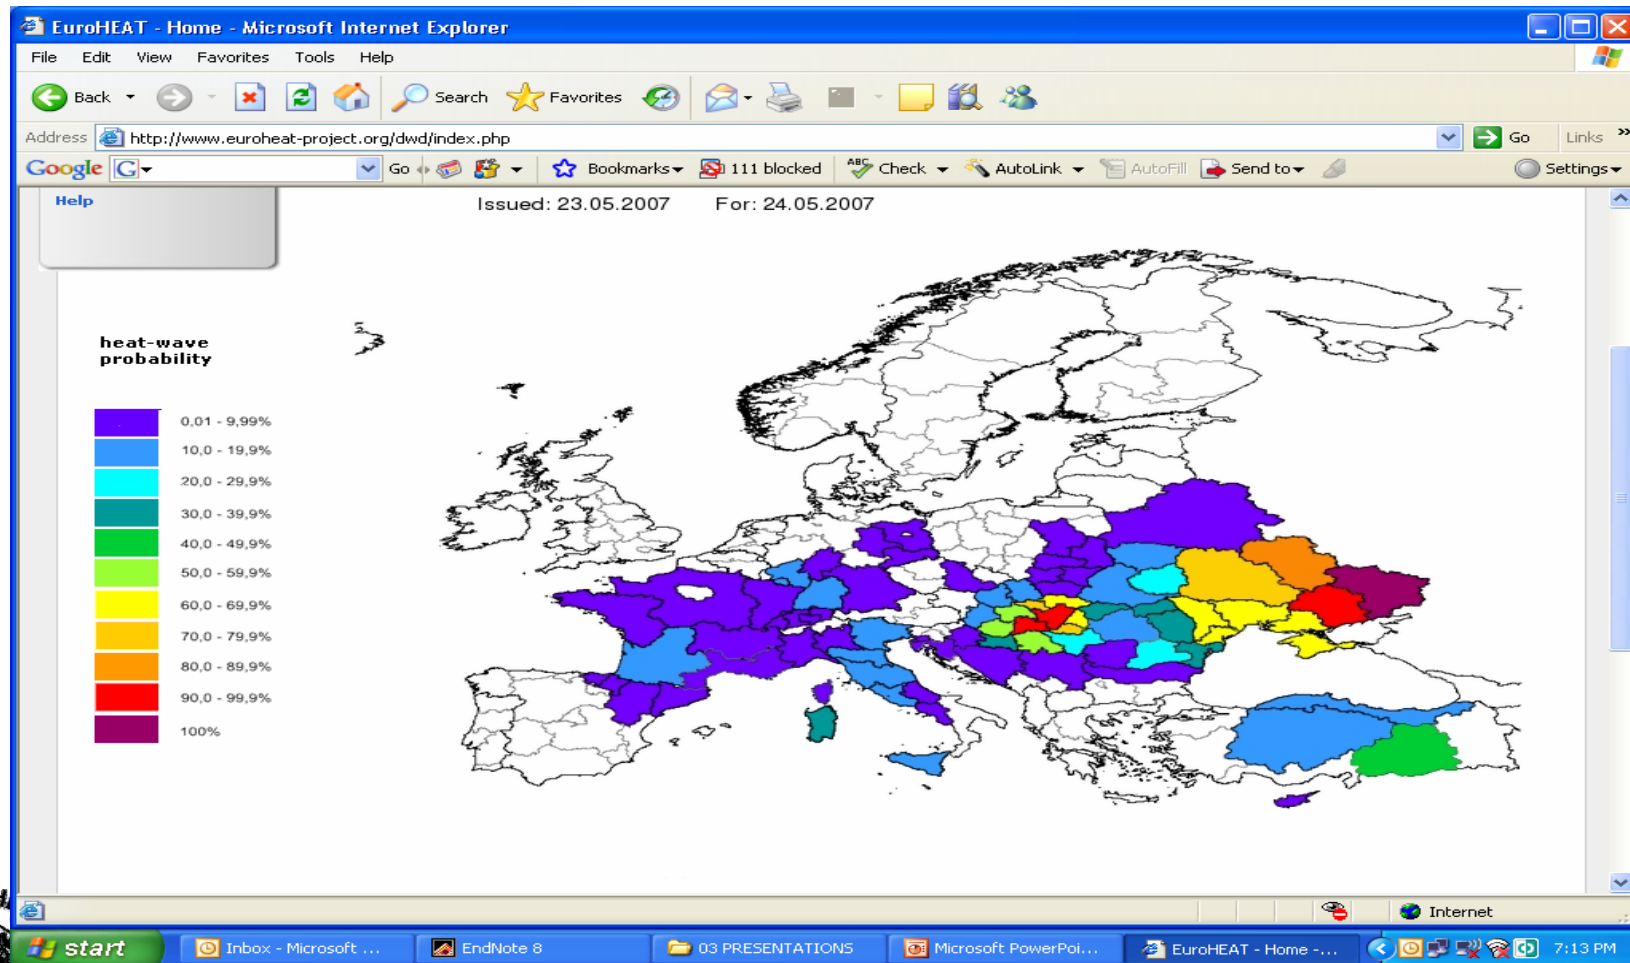 EuroHEAT - Home - Microsoft Internet Explorer
File Edit View Favorites Tools Help
Back Search Favorites
Address http://www.euroheat-project.org/dwd/index.php Go Links »
Google G Go Bookmarks 111 blocked ABC Check AutoLink AutoFill Send to Settings
Help
Issued: 23.05.2007 For: 24.05.2007
heat-wave
probability
0,01 - 9,99%
10,0 - 19,9%
20,0 - 29,9%
30,0 - 39,9%
40,0 - 49,9%
50,0 - 59,9%
60,0 - 69,9%
70,0 - 79,9%
80,0 - 89,9%
90,0 - 99,9%
100%
Internet
start Inbox - Microsoft ... EndNote 8 03 PRESENTATIONS Microsoft PowerPoi... EuroHEAT - Home -... 7:13 PM